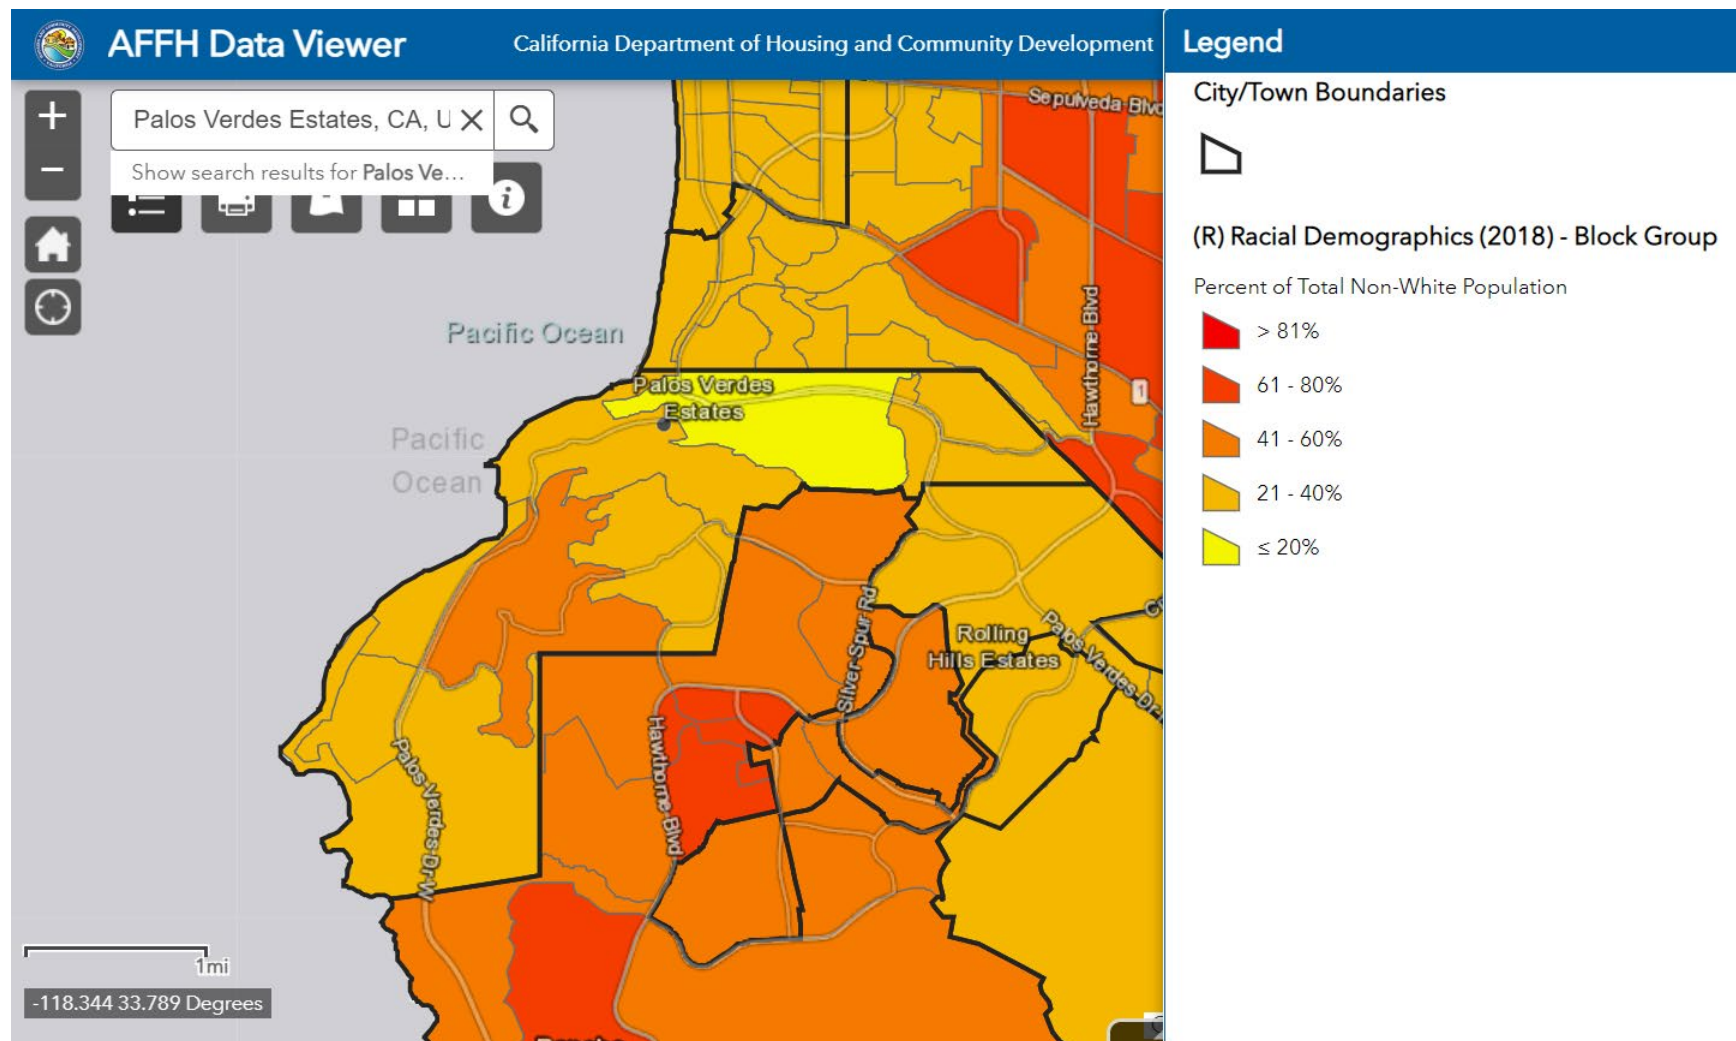 AFFH Data Viewer
California Department of Housing and Community Development
Legend
Palos Verdes Estates, CA, U
Show search results for Palos Ve...
City/Town Boundaries
(R) Racial Demographics (2018) - Block Group
Percent of Total Non-White Population
> 81%
61 - 80%
41 - 60%
21 - 40%
≤ 20%
Sepulveda Blvd
Pacific Ocean
Hawthorne-Blvd
1
Palos Verdes
Estates
Pacific
Ocean
Silver-Spur Rd
Rolling
Hills Estates
Palos-Verdes-Dr
Hawthorne-Blvd
Palos-Verdes-Dr-W
1mi
-118.344 33.789 Degrees